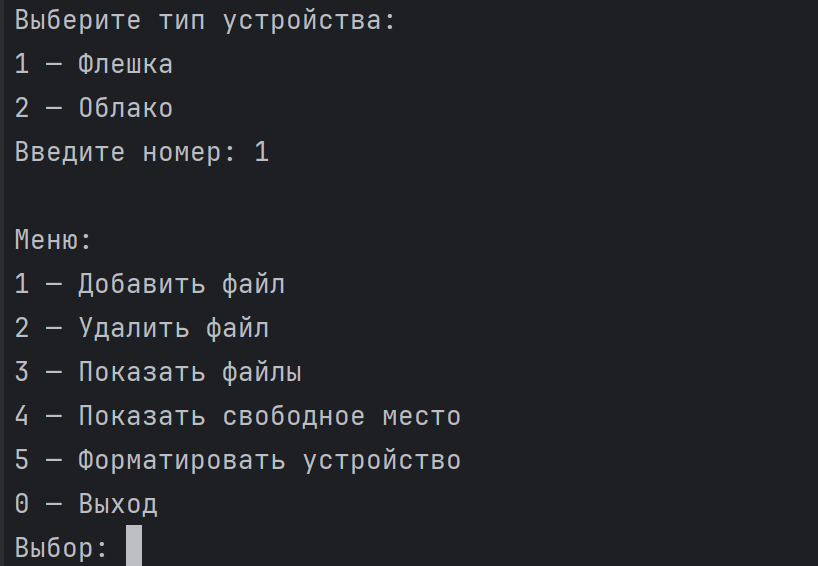 Выберите тип устройства:
1 — Флешка
2 — Облако
Введите номер: 1
Меню:
1 — Добавить файл
2 — Удалить файл
3 — Показать файлы
4 — Показать свободное место
5 — Форматировать устройство
0 — Выход
Выбор: